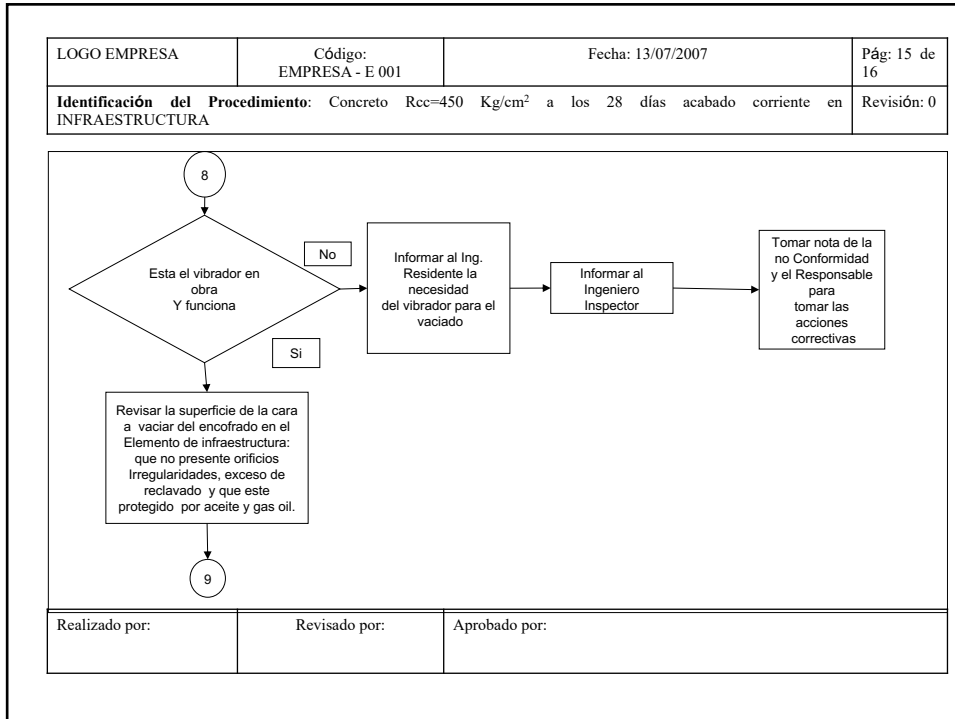 LOGO EMPRESA
Código:
EMPRESA - E 001
Fecha: 13/07/2007
Pág: 15 de
16
Identificación del Procedimiento: Concreto Rcc=450 Kg/cm² a los 28 días acabado corriente en
INFRAESTRUCTURA
Revisión: 0
8
Esta el vibrador en
obra
Y funciona
No
Informar al Ing.
Residente la
necesidad
del vibrador para el
vaciado
Informar al
Ingeniero
Inspector
Tomar nota de la
no Conformidad
y el Responsable
para
tomar las
acciones
correctivas
Si
Revisar la superficie de la cara
a vaciar del encofrado en el
Elemento de infraestructura:
que no presente orificios
Irregularidades, exceso de
reclavado y que este
protegido por aceite y gas oil.
9
Realizado por:
Revisado por:
Aprobado por: